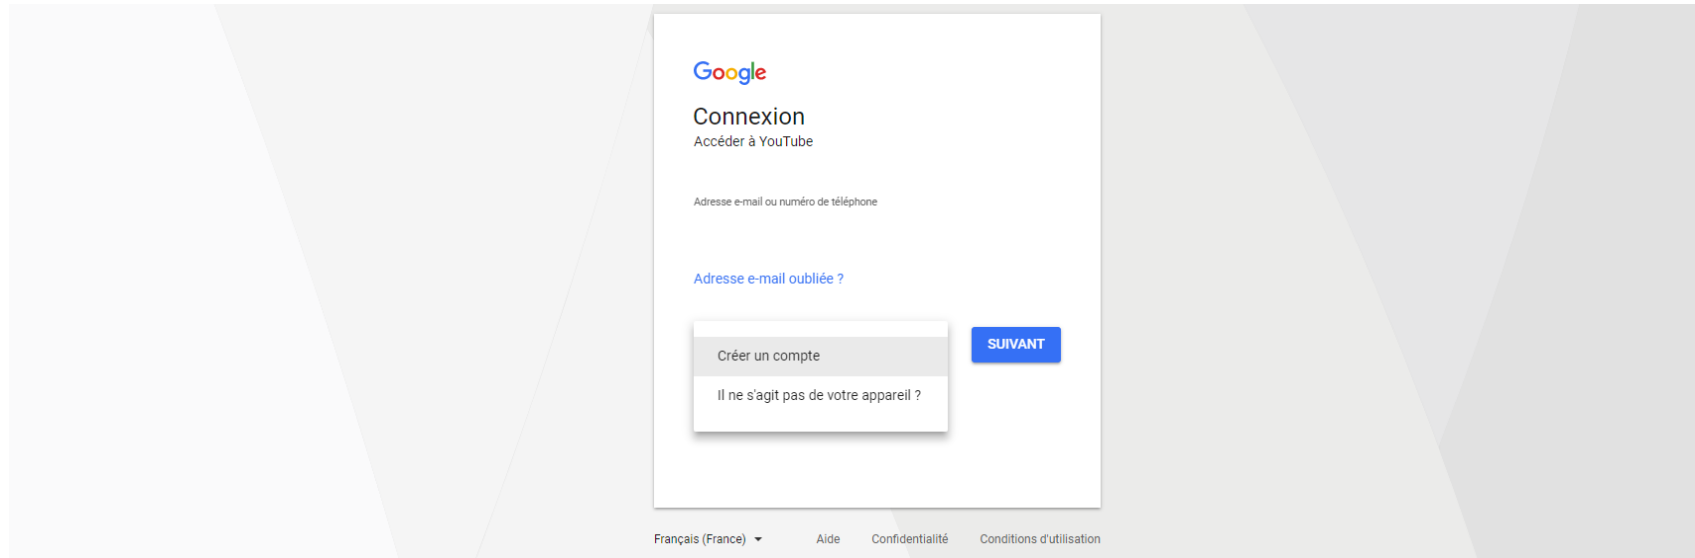 Google
Connexion
Accéder à YouTube
Adresse e-mail ou numéro de téléphone
Adresse e-mail oubliée ?
Créer un compte
SUIVANT
Il ne s'agit pas de votre appareil ?
Français (France) Aide Confidentialité Conditions d'utilisation